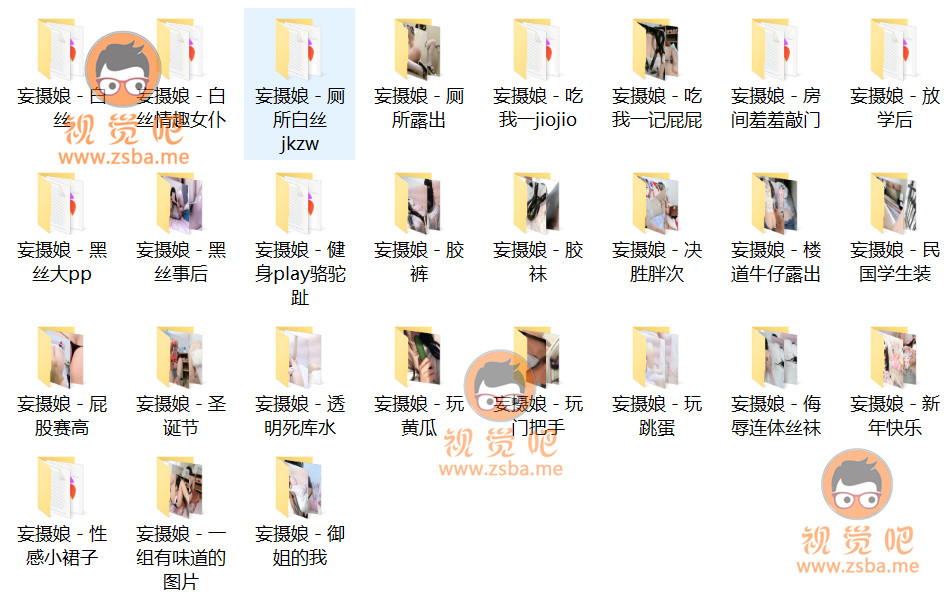 妄摄娘 - 白
丝
妄摄娘 - 白
丝情趣女仆
妄摄娘 - 厕
所白丝
jkzw
妄摄娘 - 厕
所露出
妄摄娘 - 吃
我一jiojio
妄摄娘 - 吃
我一记屁屁
妄摄娘 - 房
间羞羞敲门
妄摄娘 - 放
学后
视觉吧
www.zsba.me
妄摄娘 - 黑
丝大pp
妄摄娘 - 黑
丝事后
妄摄娘 - 健
身play骆驼
趾
妄摄娘 - 胶
裤
妄摄娘 - 胶
袜
妄摄娘 - 决
胜胖次
妄摄娘 - 楼
道牛仔露出
妄摄娘 - 民
国学生装
妄摄娘 - 屁
股赛高
妄摄娘 - 圣
诞节
妄摄娘 - 透
明死库水
妄摄娘 - 玩
黄瓜
妄摄娘 - 玩
门把手
妄摄娘 - 玩
跳蛋
妄摄娘 - 侮
辱连体丝袜
妄摄娘 - 新
年快乐
视觉吧
www.zsba.me
妄摄娘 - 性
感小裙子
妄摄娘 - 一
组有味道的
图片
妄摄娘 - 御
姐的我
视觉吧
www.zsba.me